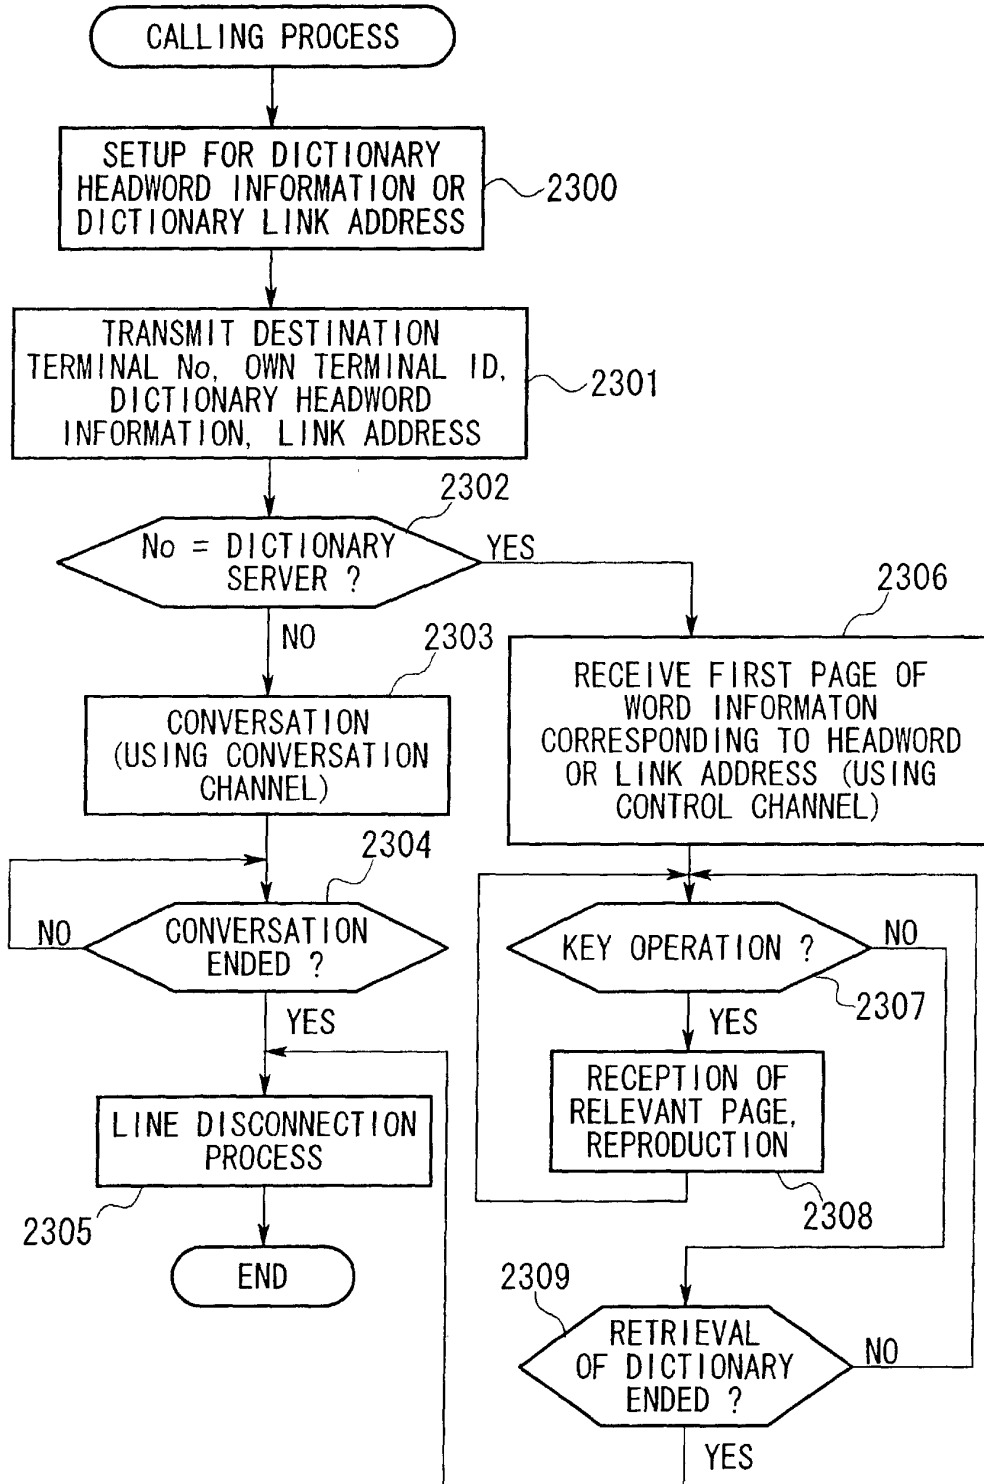 CALLING PROCESS
SETUP FOR DICTIONARY
HEADWORD INFORMATION OR
DICTIONARY LINK ADDRESS
2300
TRANSMIT DESTINATION
TERMINAL No, OWN TERMINAL ID,
DICTIONARY HEADWORD
INFORMATION, LINK ADDRESS
2301
2302
No = DICTIONARY
SERVER ?
YES
NO
2303
CONVERSATION
(USING CONVERSATION
CHANNEL)
2304
CONVERSATION
ENDED ?
NO
YES
LINE DISCONNECTION
PROCESS
2305
END
2306
RECEIVE FIRST PAGE OF
WORD INFORMATON
CORRESPONDING TO HEADWORD
OR LINK ADDRESS (USING
CONTROL CHANNEL)
KEY OPERATION ?
NO
2307
YES
RECEPTION OF
RELEVANT PAGE,
REPRODUCTION
2308
2309
RETRIEVAL
OF DICTIONARY
ENDED ?
NO
YES